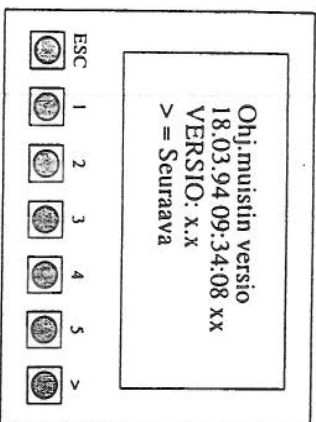 Ohj.muistin versio
18.03.94 09:34:08 xx
VERSIO: x.x
> = Seuraava
ESC 1 2 3 4 5 >